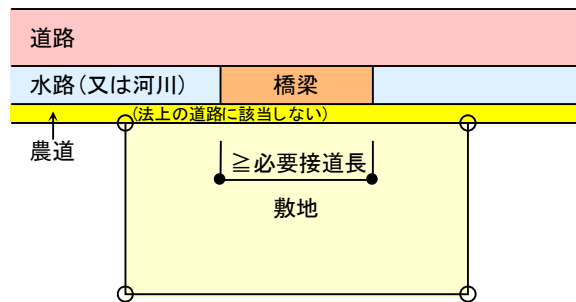 道路
水路(又は河川)
橋梁
(法上の道路に該当しない)
農道
≧必要接道長
敷地